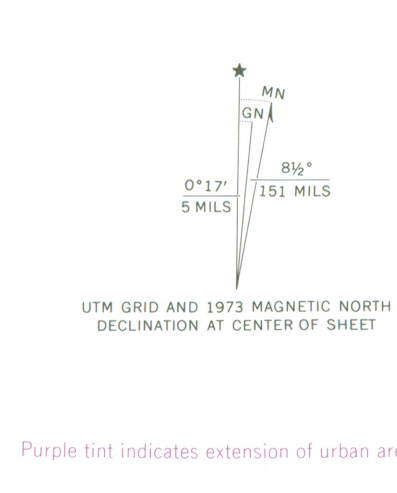 ★
MN
GN
8½°
151 MILS
0°17′
5 MILS
UTM GRID AND 1973 MAGNETIC NORTH
DECLINATION AT CENTER OF SHEET
Purple tint indicates extension of urban